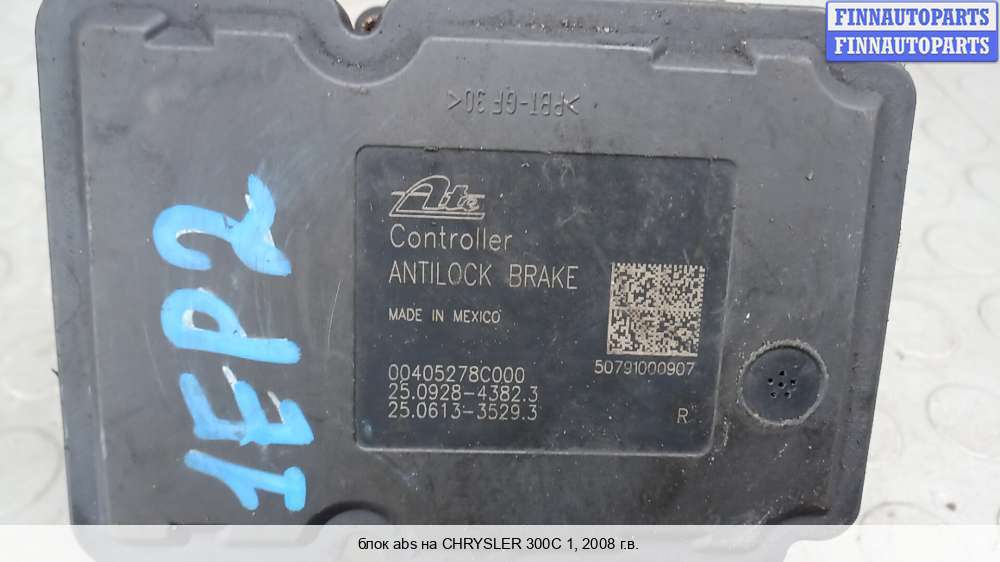 FINNAUTOPARTS
FINNAUTOPARTS
>PBT-GF30<
Ate
Controller
ANTILOCK BRAKE
MADE IN MEXICO
50791000907
00405278C000
25.0928-4382.3
25.0613-3529.3
R
1EP2
блок abs на CHRYSLER 300C 1, 2008 г.в.